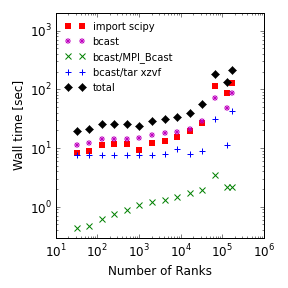 10³
10²
10¹
10⁰
Wall time [sec]
import scipy
bcast
bcast/MPI_Bcast
bcast/tar xzvf
total
10¹ 10² 10³ 10⁴ 10⁵ 10⁶
Number of Ranks